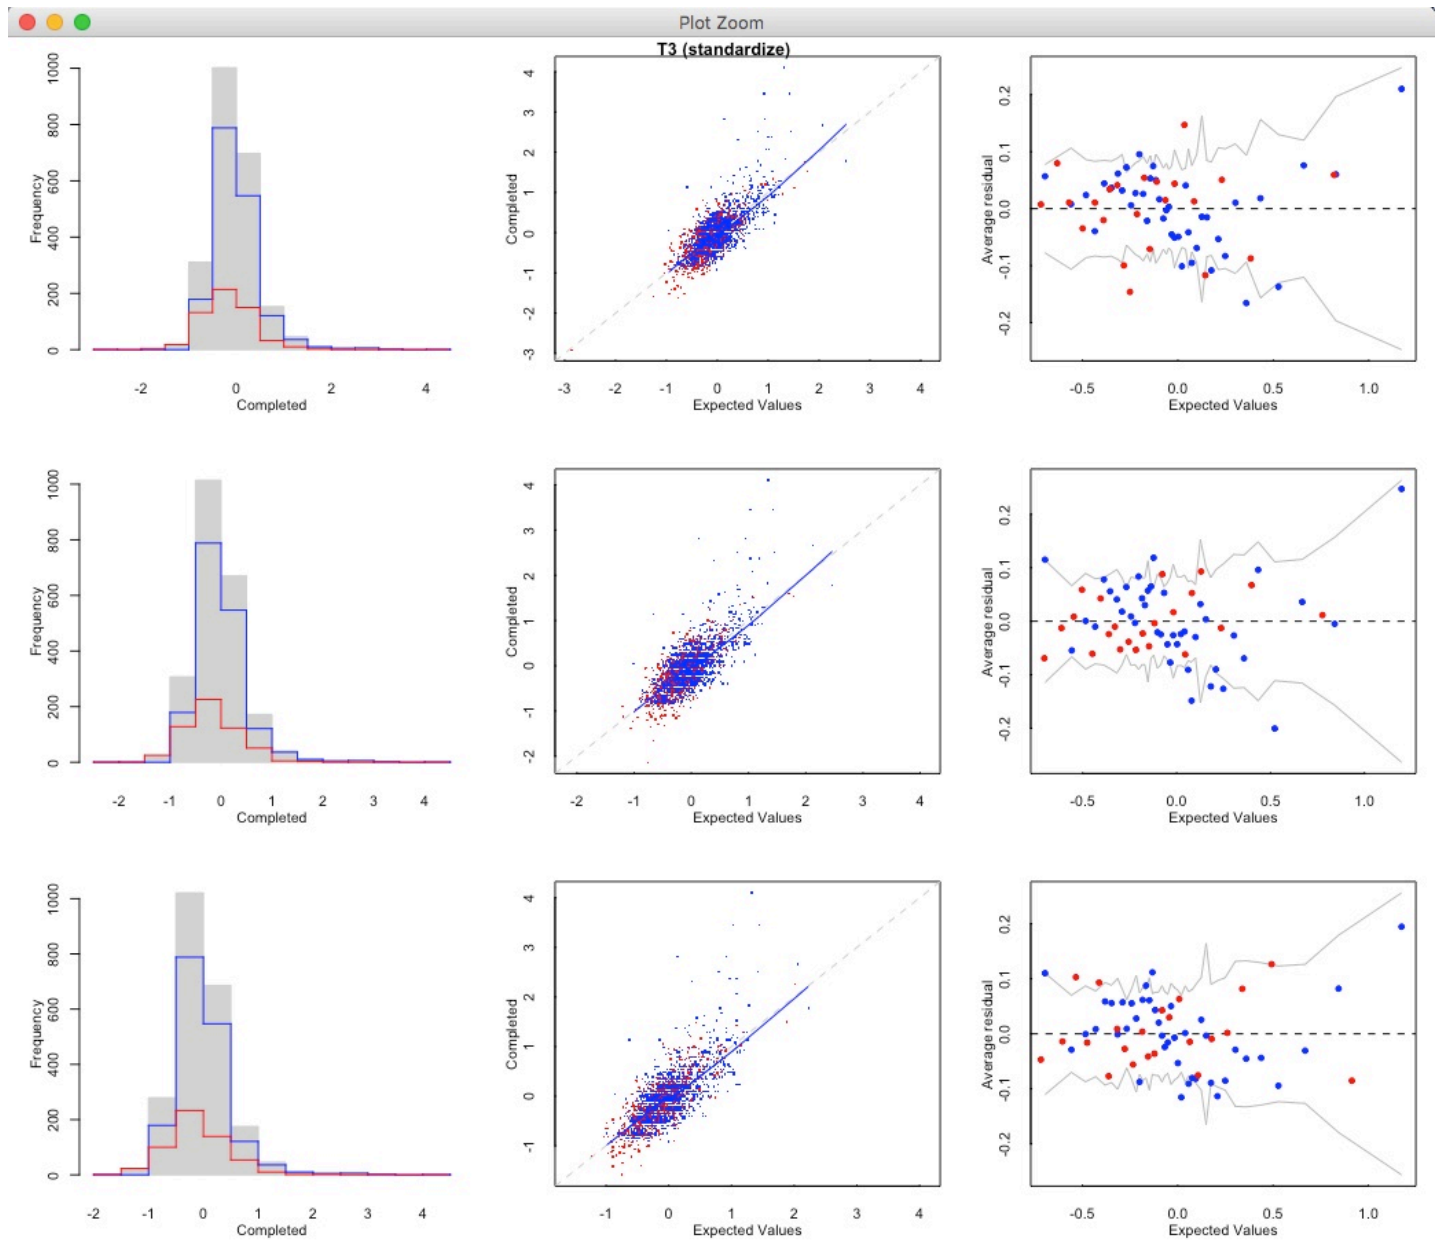 Plot Zoom
T3 (standardize)
Frequency
0 200 400 600 800 1000
-2 0 2 4
Completed
Completed
-3 -2 -1 0 1 2 3 4
-3 -2 -1 0 1 2 3 4
Expected Values
Average residual
-0.2 -0.1 0.0 0.1 0.2
-0.5 0.0 0.5 1.0
Expected Values
Frequency
0 200 400 600 800 1000
-2 -1 0 1 2 3 4
Completed
Completed
-2 -1 0 1 2 3 4
-2 -1 0 1 2 3 4
Expected Values
Average residual
-0.2 -0.1 0.0 0.1 0.2
-0.5 0.0 0.5 1.0
Expected Values
Frequency
0 200 400 600 800 1000
-2 -1 0 1 2 3 4
Completed
Completed
-1 0 1 2 3 4
-1 0 1 2 3 4
Expected Values
Average residual
-0.2 -0.1 0.0 0.1 0.2
-0.5 0.0 0.5 1.0
Expected Values